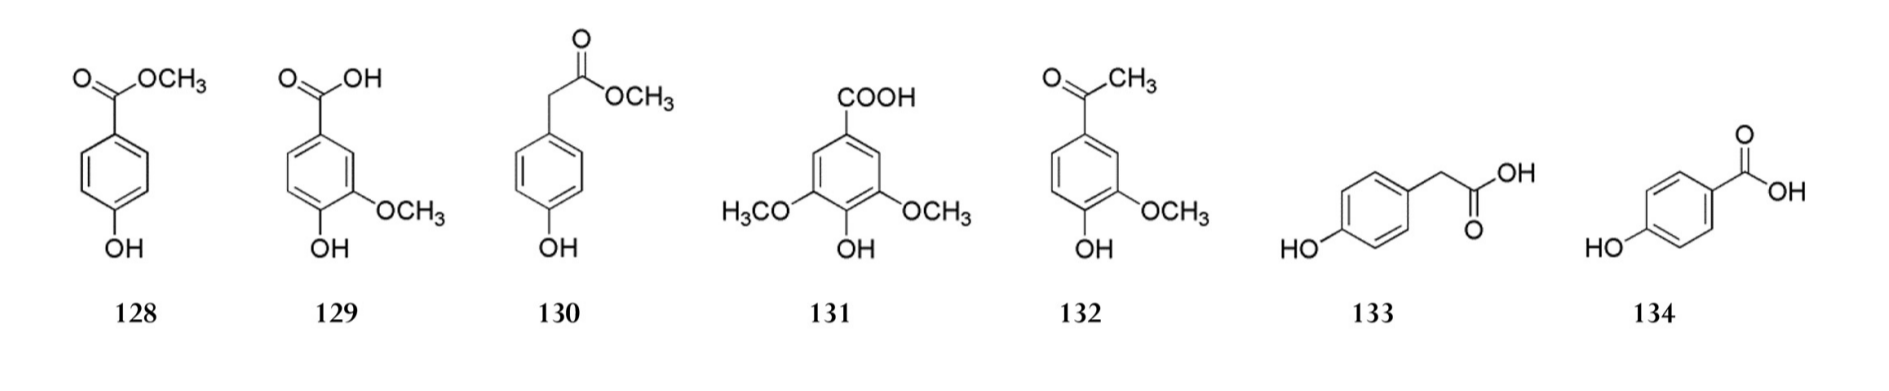 O OCH3 OH
128
O OH OCH3 OH
129
O OCH3 OH
130
COOH H3CO OCH3 OH
131
O CH3 OCH3 OH
132
OH O HO
133
O OH HO
134